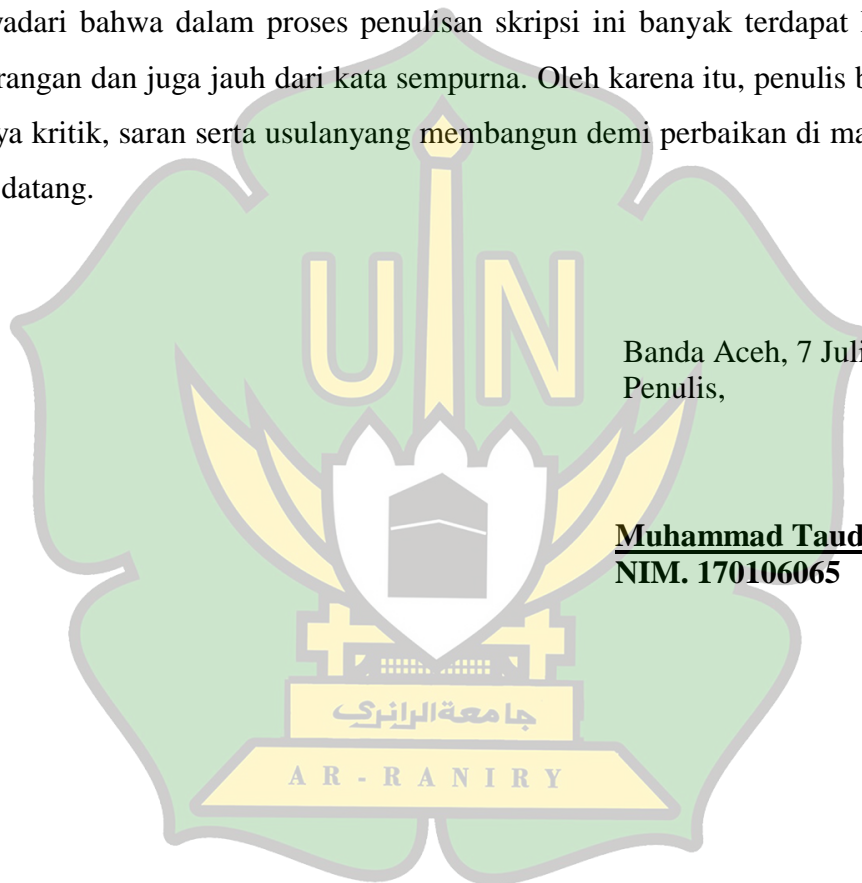 yadari bahwa dalam proses penulisan skripsi ini banyak terdapat
rangan dan juga jauh dari kata sempurna. Oleh karena itu, penulis b
ya kritik, saran serta usulanyang membangun demi perbaikan di ma
datang.
UIN
Banda Aceh, 7 Juli
Penulis,
Muhammad Taud
NIM. 170106065
جامعةالرانري
AR-RANIRY